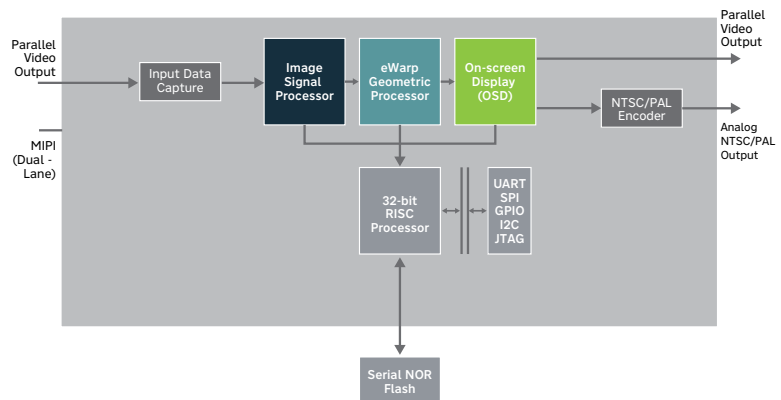 Parallel
Video
Output
Input Data
Capture
Image
Signal
Processor
eWarp
Geometric
Processor
On-screen
Display
(OSD)
Parallel
Video
Output
NTSC/PAL
Encoder
Analog
NTSC/PAL
Output
MIPI
(Dual -
Lane)
32-bit
RISC
Processor
UART
SPI
GPIO
I2C
JTAG
Serial NOR
Flash